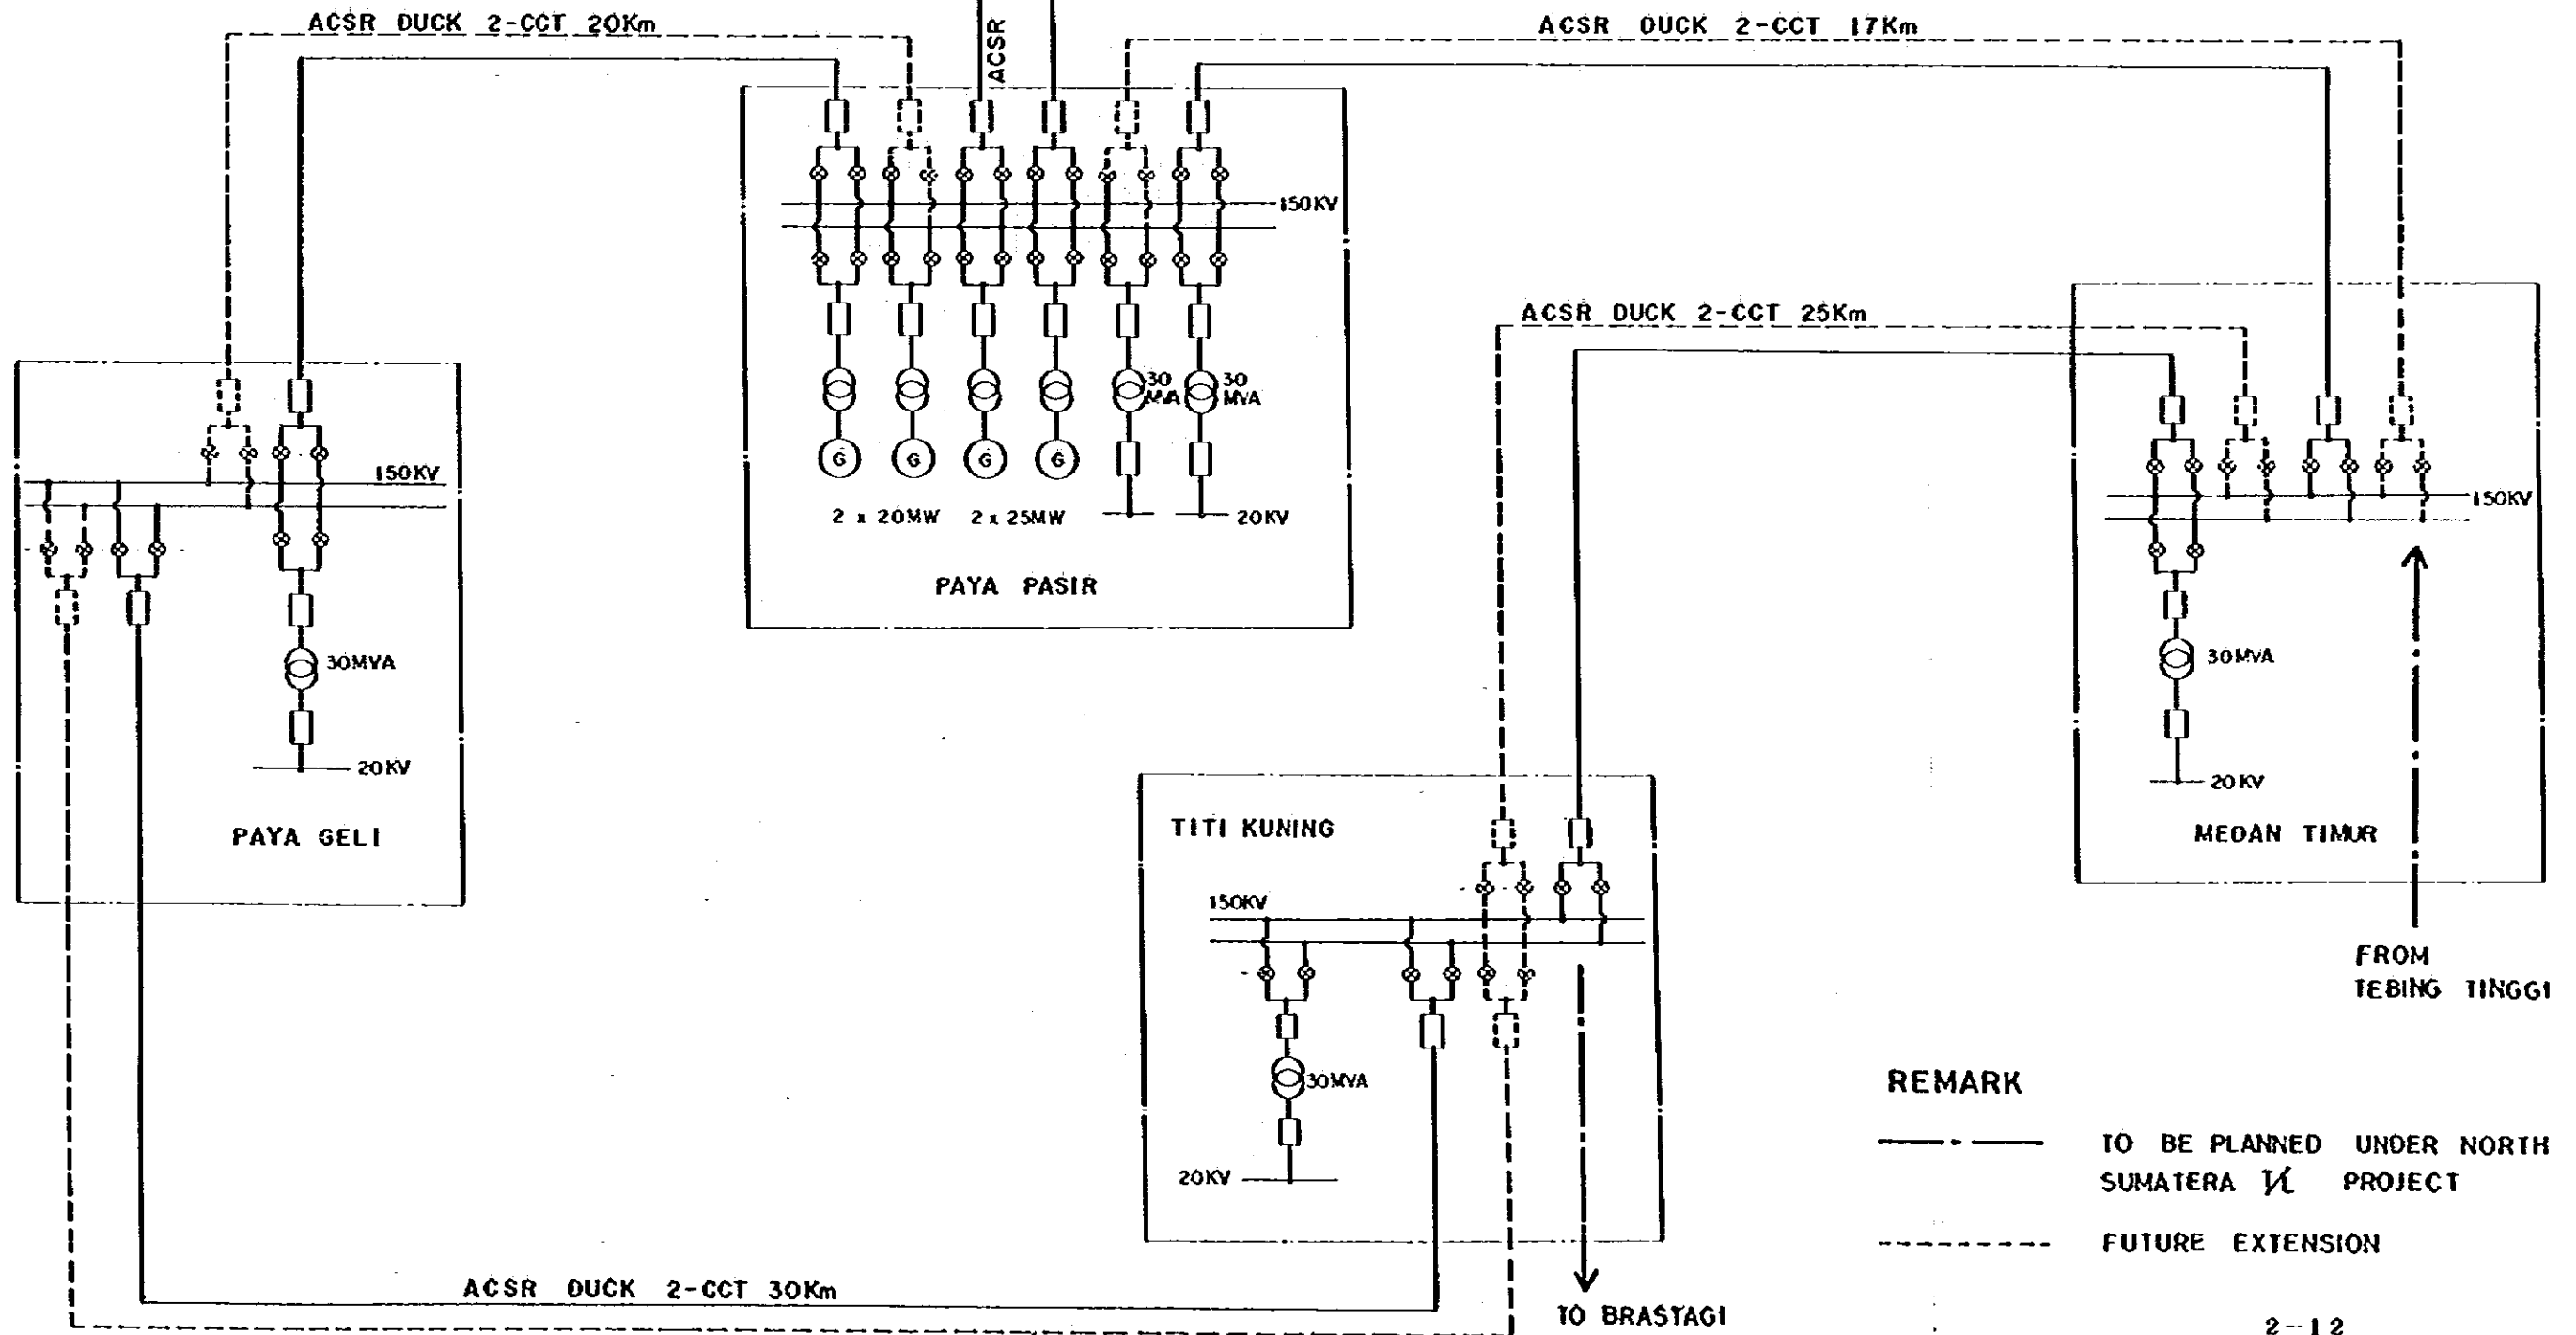 ACSR DUCK 2-CCT 20Km
ACSR
ACSR DUCK 2-CCT 17Km
150KV
30
MVA
30
MVA
G
G
G
G
2 x 20MW
2 x 25MW
20KV
PAYA PASIR
150KV
30MVA
20KV
PAYA GELI
ACSR DUCK 2-CCT 25Km
150KV
30MVA
20KV
MEDAN TIMUR
FROM
TEBING TINGGI
TITI KUNING
150KV
30MVA
20KV
TO BRASTAGI
ACSR DUCK 2-CCT 30Km
REMARK
TO BE PLANNED UNDER NORTH
SUMATERA T/L PROJECT
FUTURE EXTENSION
2-12